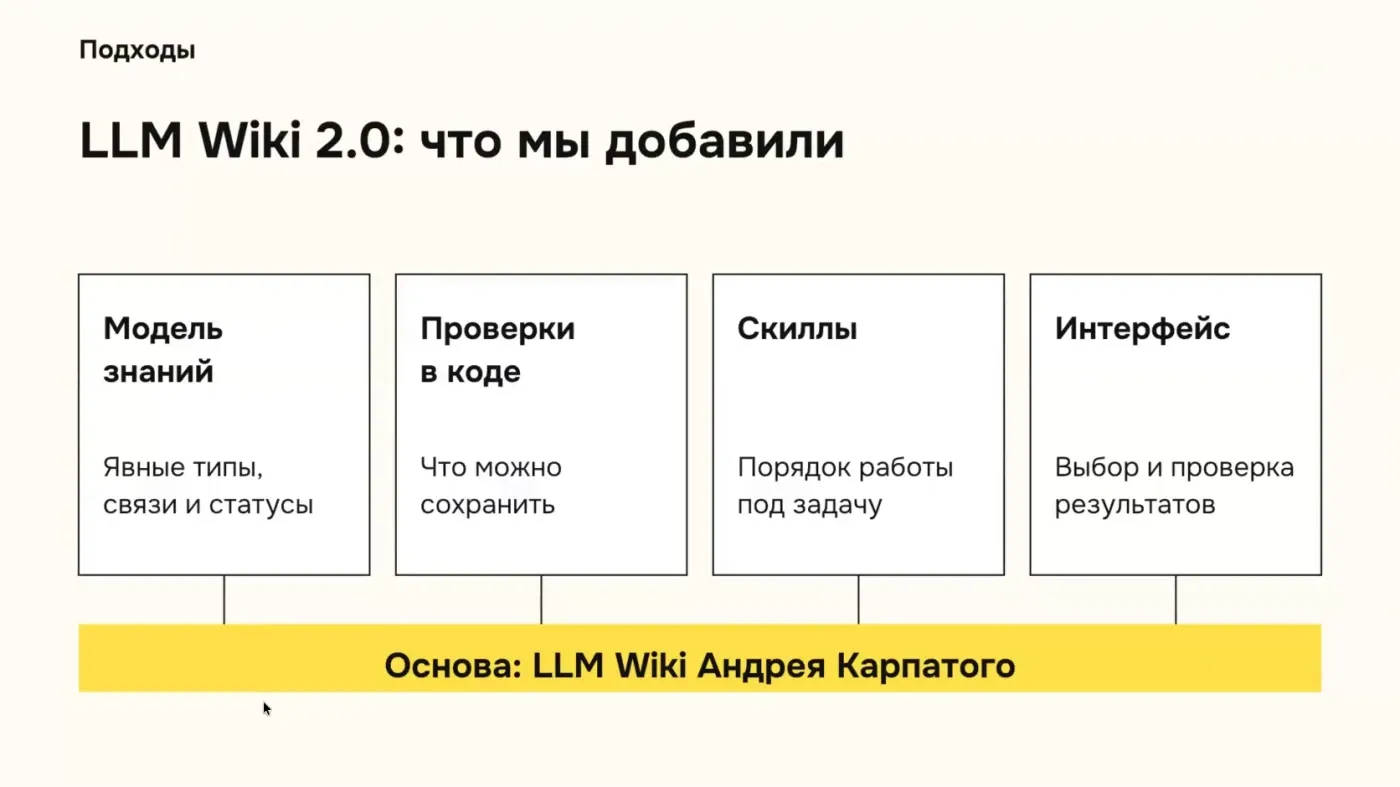 Подходы
LLM Wiki 2.0: что мы добавили
Модель
знаний
Явные типы,
связи и статусы
Проверки
в коде
Что можно
сохранить
Скиллы
Порядок работы
под задачу
Интерфейс
Выбор и проверка
результатов
Основа: LLM Wiki Андрея Карпатого